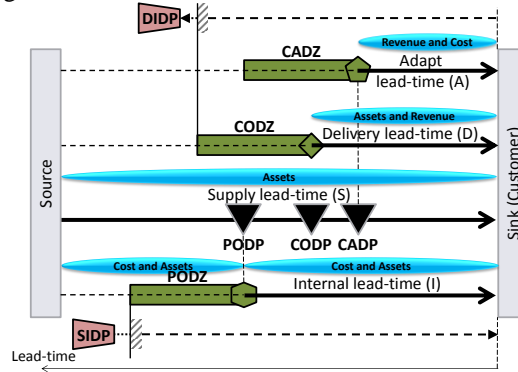 DIDP
Revenue and Cost
CADZ
Adapt
lead-time (A)
Assets and Revenue
CODZ
Delivery lead-time (D)
Assets
Supply lead-time (S)
Source
Sink (Customer)
PODP
CODP
CADP
Cost and Assets
Cost and Assets
PODZ
Internal lead-time (I)
SIDP
Lead-time